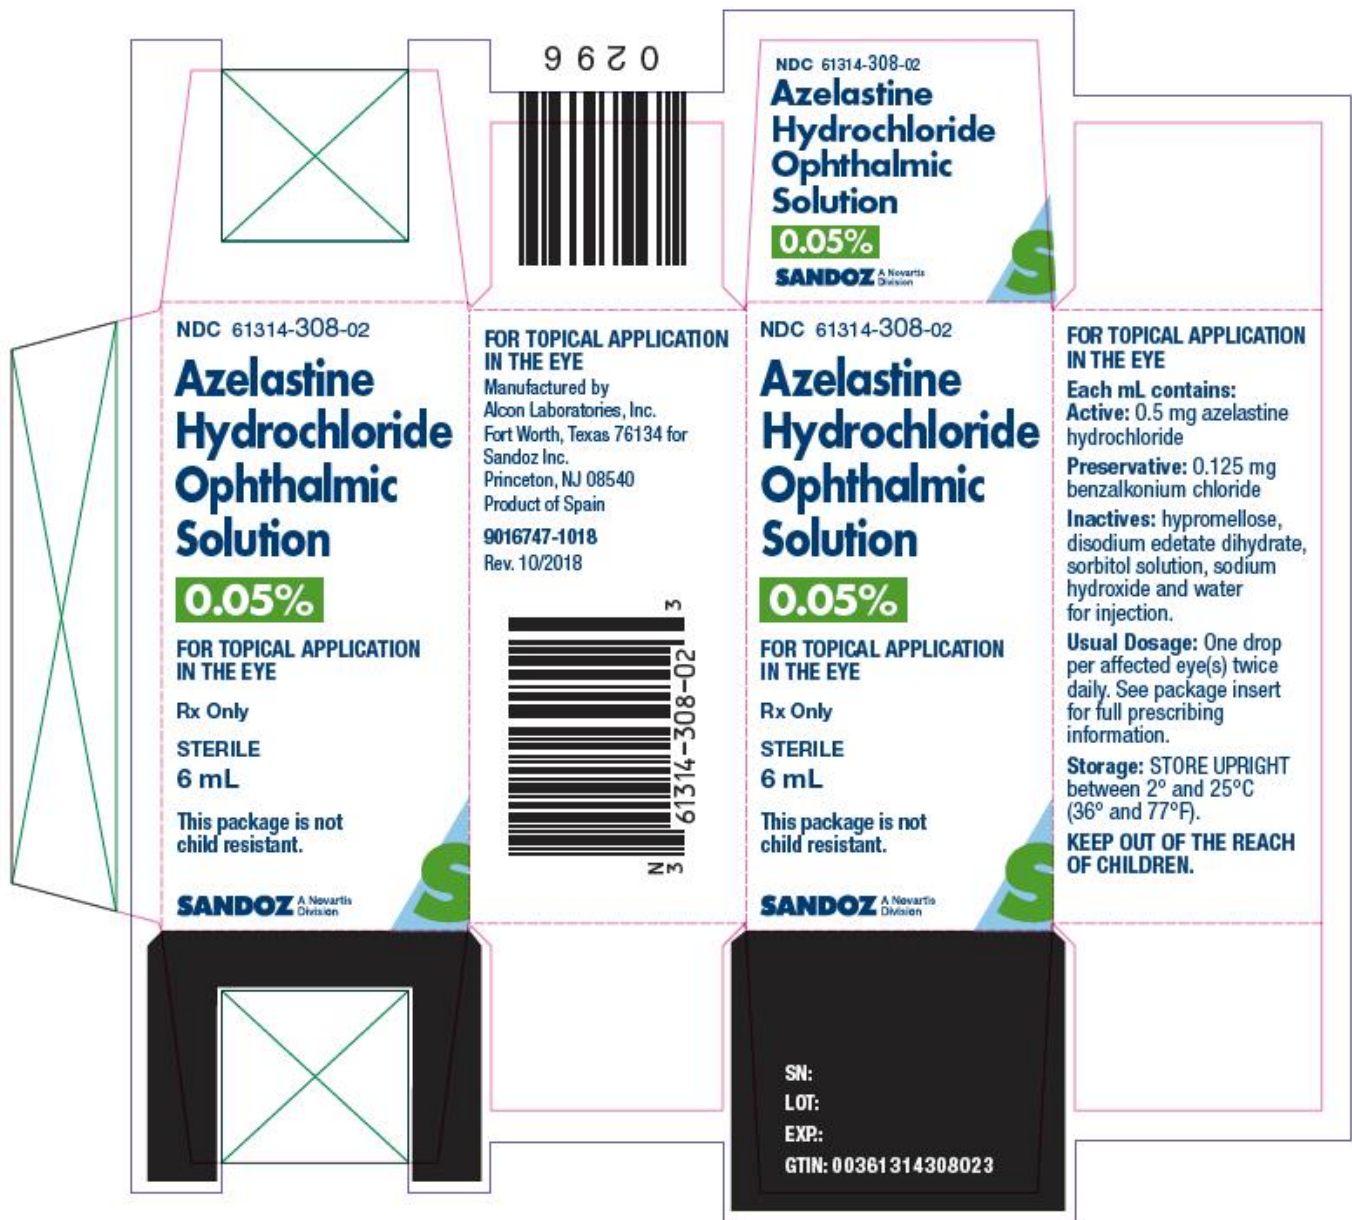 0296
NDC 61314-308-02
Azelastine
Hydrochloride
Ophthalmic
Solution
0.05%
SANDOZ A Novartis
Division
S
NDC 61314-308-02
Azelastine
Hydrochloride
Ophthalmic
Solution
0.05%
FOR TOPICAL APPLICATION
IN THE EYE
Rx Only
STERILE
6 mL
This package is not
child resistant.
SANDOZ A Novartis
Division
S
FOR TOPICAL APPLICATION
IN THE EYE
Manufactured by
Alcon Laboratories, Inc.
Fort Worth, Texas 76134 for
Sandoz Inc.
Princeton, NJ 08540
Product of Spain
9016747-1018
Rev. 10/2018
N
3 61314-308-02 3
NDC 61314-308-02
Azelastine
Hydrochloride
Ophthalmic
Solution
0.05%
FOR TOPICAL APPLICATION
IN THE EYE
Rx Only
STERILE
6 mL
This package is not
child resistant.
SANDOZ A Novartis
Division
S
FOR TOPICAL APPLICATION
IN THE EYE
Each mL contains:
Active: 0.5 mg azelastine
hydrochloride
Preservative: 0.125 mg
benzalkonium chloride
Inactives: hypromellose,
disodium edetate dihydrate,
sorbitol solution, sodium
hydroxide and water
for injection.
Usual Dosage: One drop
per affected eye(s) twice
daily. See package insert
for full prescribing
information.
Storage: STORE UPRIGHT
between 2° and 25°C
(36° and 77°F).
KEEP OUT OF THE REACH
OF CHILDREN.
SN:
LOT:
EXP.:
GTIN: 00361314308023